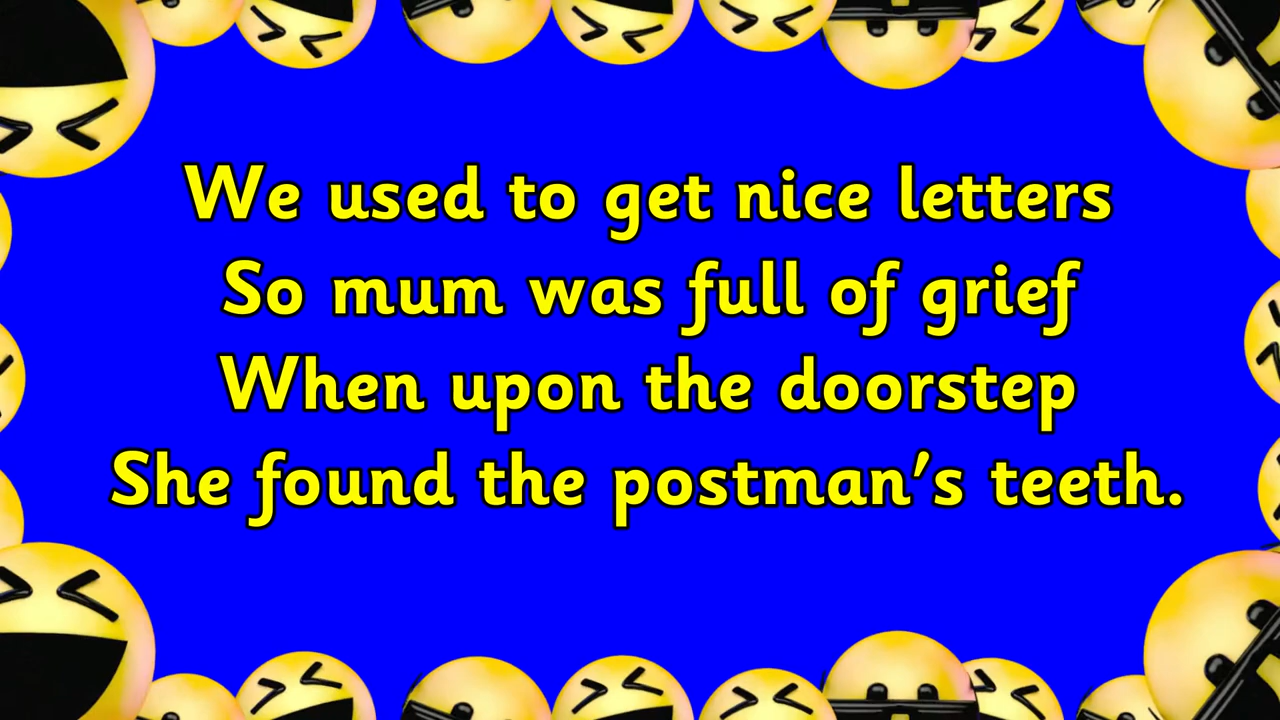 We used to get nice letters
So mum was full of grief
When upon the doorstep
She found the postman’s teeth.